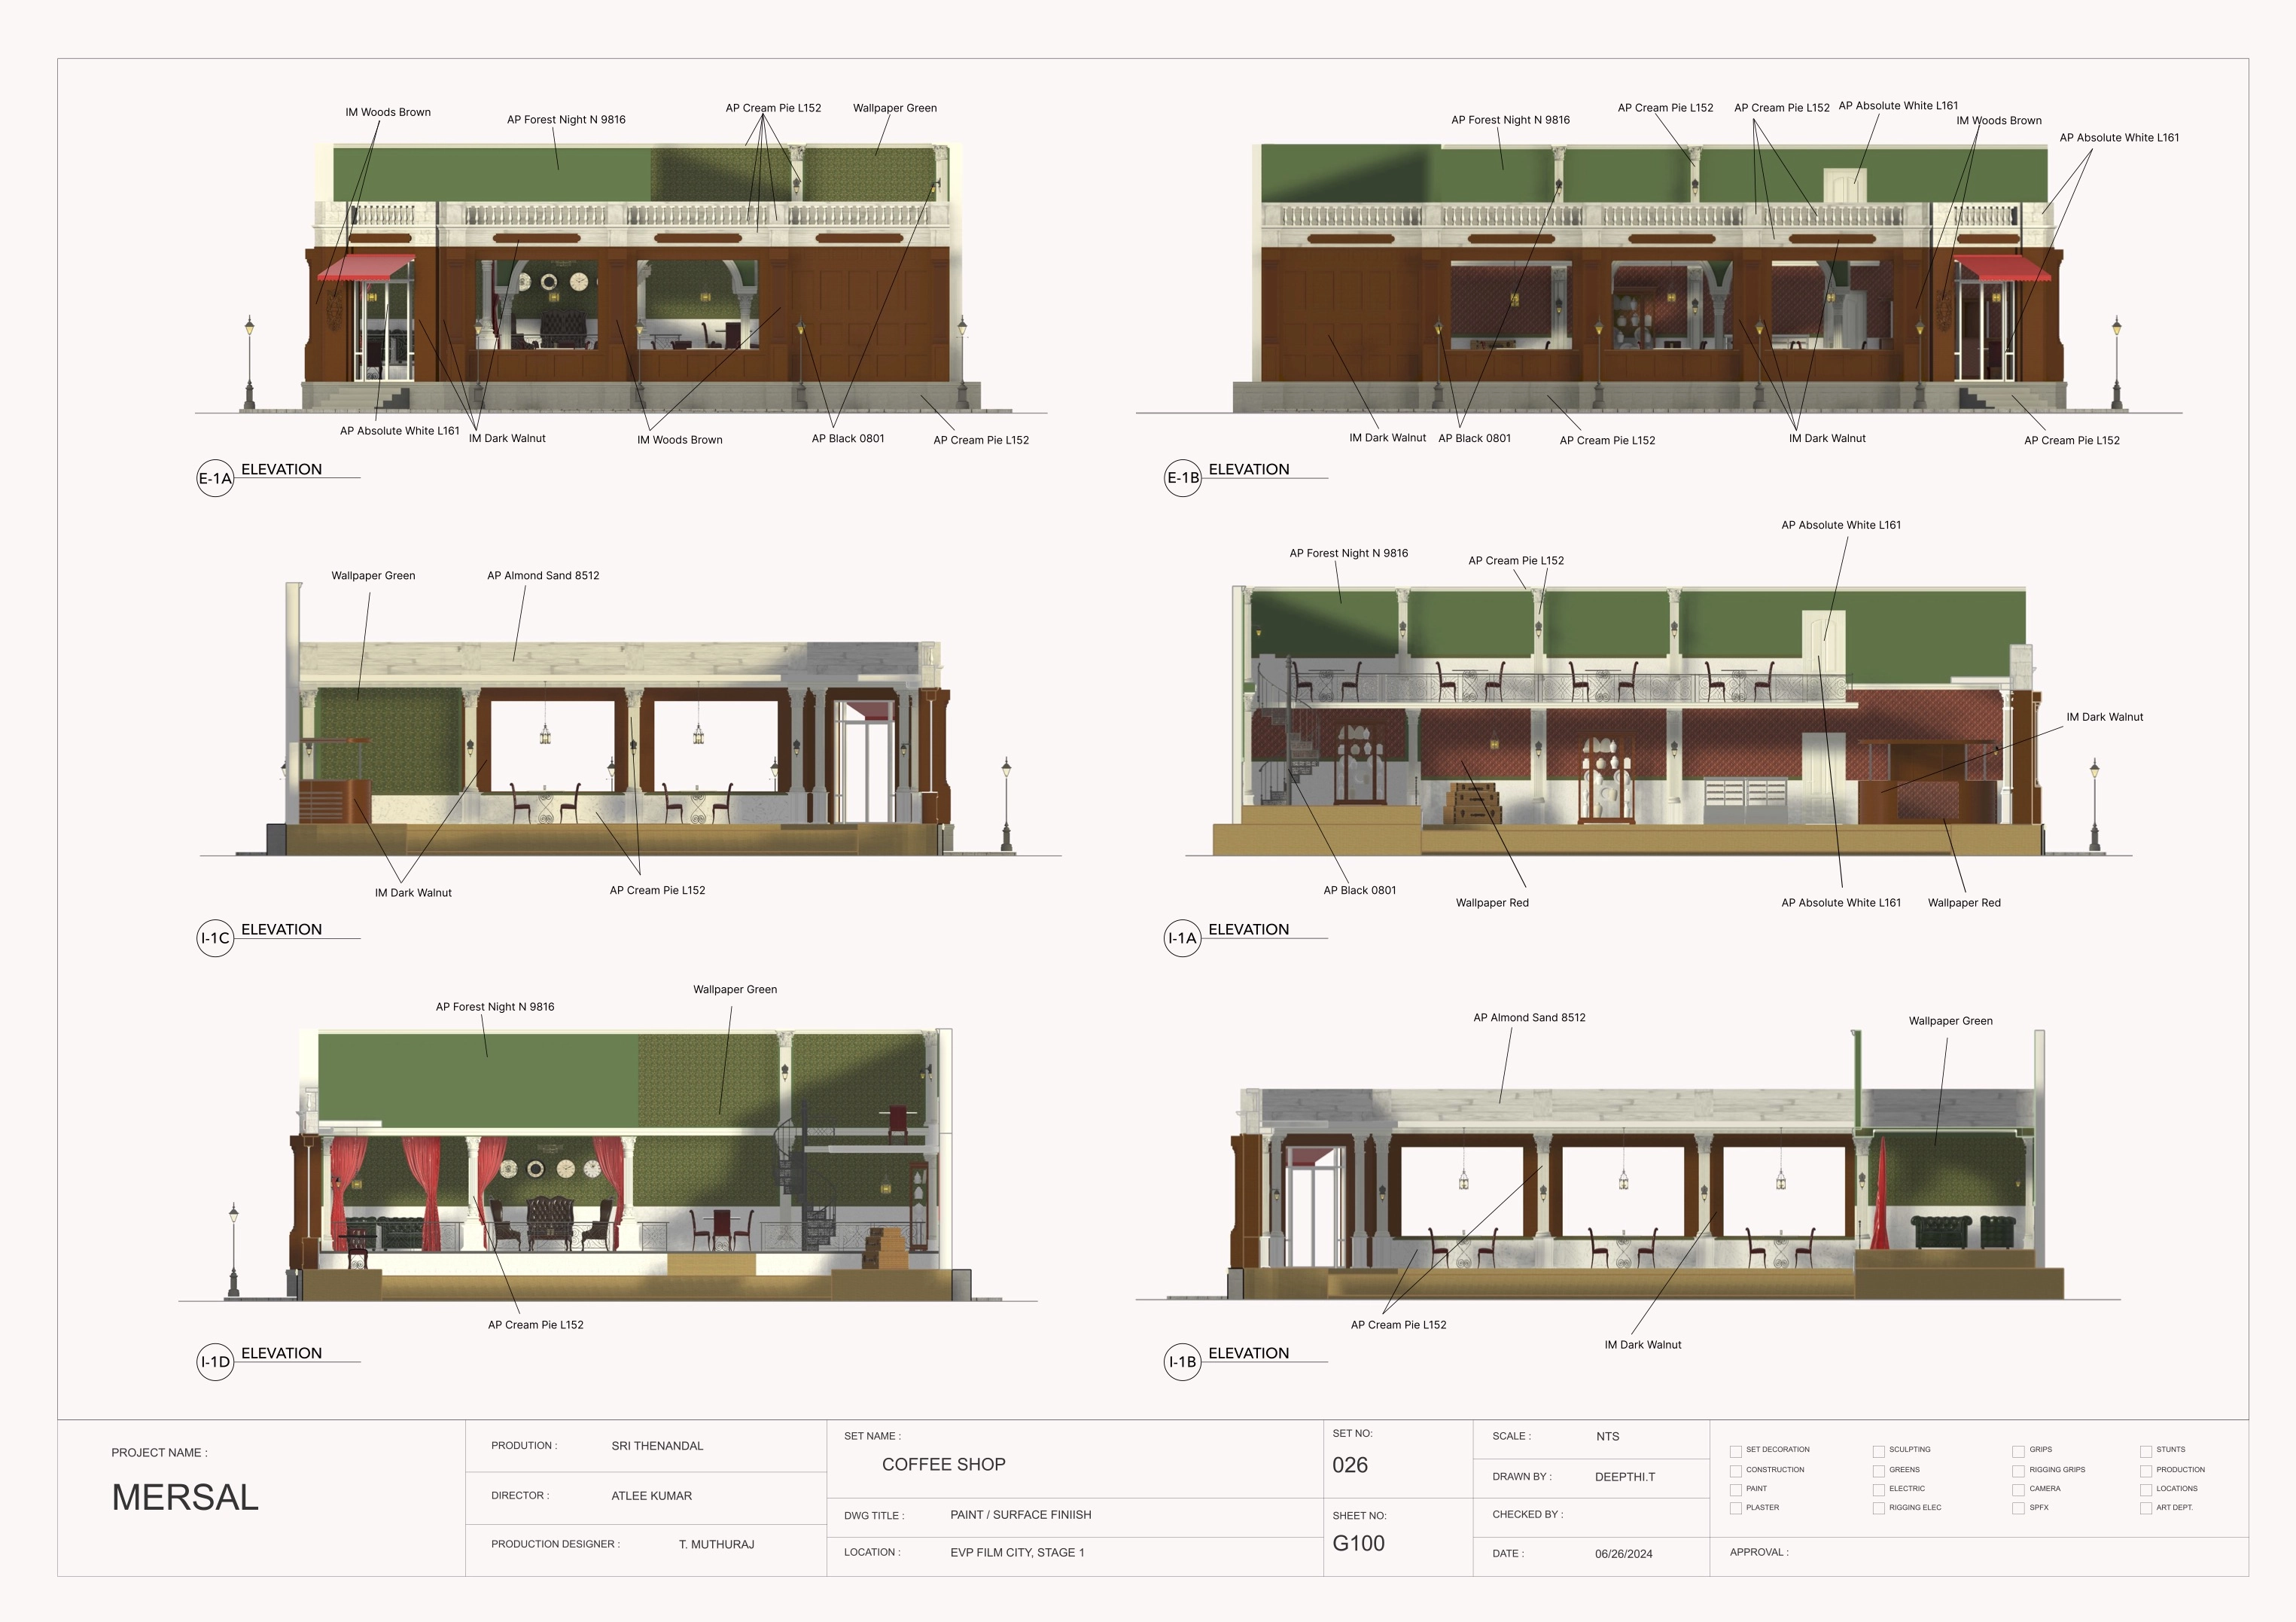 IM Woods Brown
AP Forest Night N 9816
AP Cream Pie L152
Wallpaper Green
AP Absolute White L161
IM Dark Walnut
IM Woods Brown
AP Black 0801
AP Cream Pie L152
E-1A
ELEVATION
AP Forest Night N 9816
AP Cream Pie L152
AP Cream Pie L152
AP Absolute White L161
IM Woods Brown
AP Absolute White L161
IM Dark Walnut
AP Black 0801
AP Cream Pie L152
IM Dark Walnut
AP Cream Pie L152
E-1B
ELEVATION
Wallpaper Green
AP Almond Sand 8512
IM Dark Walnut
AP Cream Pie L152
I-1C
ELEVATION
AP Forest Night N 9816
AP Cream Pie L152
AP Absolute White L161
IM Dark Walnut
AP Black 0801
Wallpaper Red
AP Absolute White L161
Wallpaper Red
I-1A
ELEVATION
AP Forest Night N 9816
Wallpaper Green
AP Cream Pie L152
I-1D
ELEVATION
AP Almond Sand 8512
Wallpaper Green
AP Cream Pie L152
IM Dark Walnut
I-1B
ELEVATION
PROJECT NAME :
MERSAL
PRODUTION : SRI THENANDAL
DIRECTOR : ATLEE KUMAR
PRODUCTION DESIGNER : T. MUTHURAJ
SET NAME :
COFFEE SHOP
DWG TITLE : PAINT / SURFACE FINIISH
LOCATION : EVP FILM CITY, STAGE 1
SET NO:
026
SHEET NO:
G100
SCALE : NTS
DRAWN BY : DEEPTHI.T
CHECKED BY :
DATE : 06/26/2024
SET DECORATION SCULPTING GRIPS STUNTS
CONSTRUCTION GREENS RIGGING GRIPS PRODUCTION
PAINT ELECTRIC CAMERA LOCATIONS
PLASTER RIGGING ELEC SPFX ART DEPT.
APPROVAL :